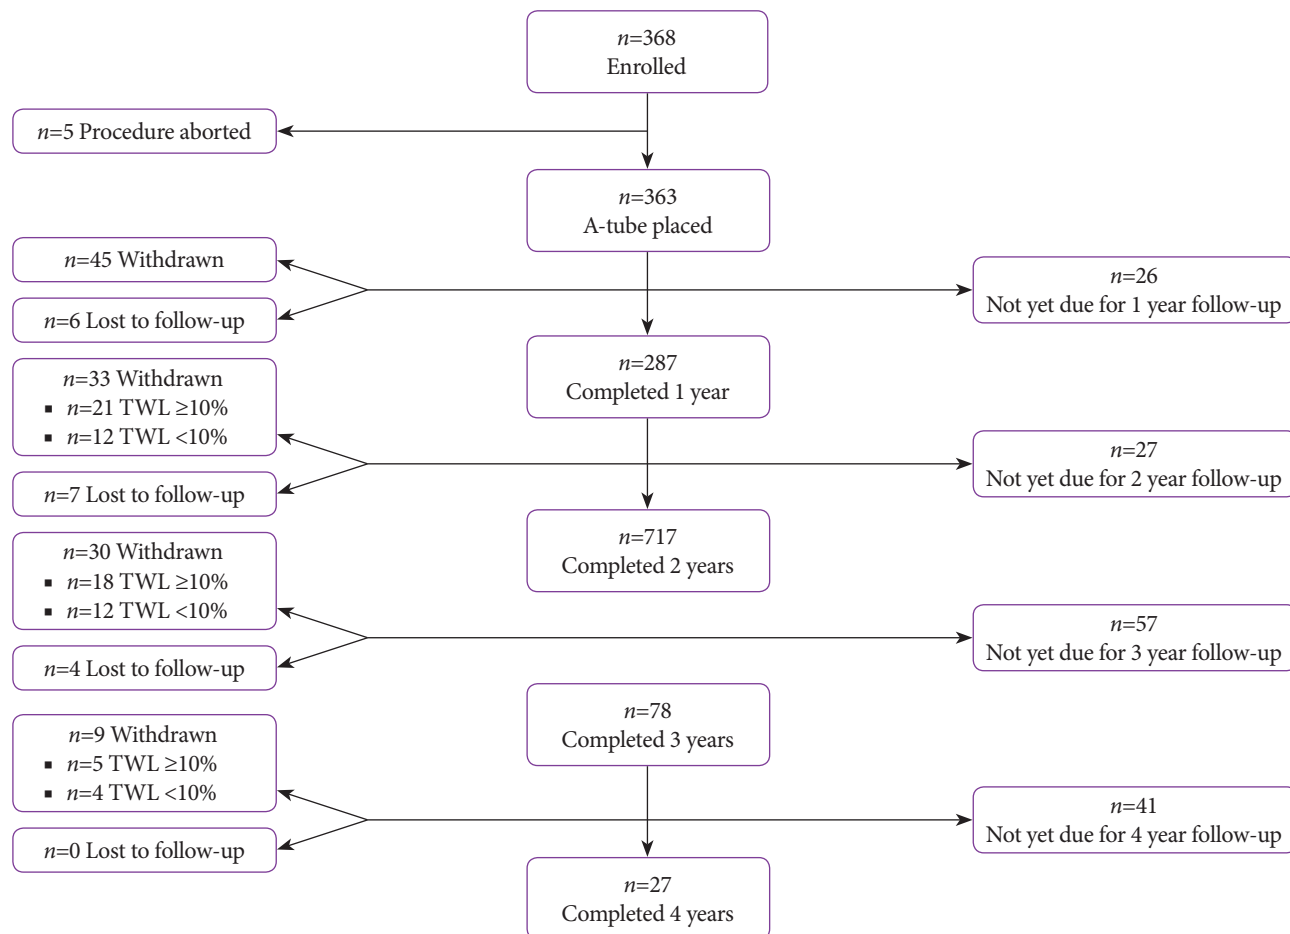 n=368
Enrolled
n=5 Procedure aborted
n=363
A-tube placed
n=45 Withdrawn
n=6 Lost to follow-up
n=26
Not yet due for 1 year follow-up
n=287
Completed 1 year
n=33 Withdrawn
▪ n=21 TWL ≥10%
▪ n=12 TWL <10%
n=7 Lost to follow-up
n=27
Not yet due for 2 year follow-up
n=717
Completed 2 years
n=30 Withdrawn
▪ n=18 TWL ≥10%
▪ n=12 TWL <10%
n=4 Lost to follow-up
n=57
Not yet due for 3 year follow-up
n=78
Completed 3 years
n=9 Withdrawn
▪ n=5 TWL ≥10%
▪ n=4 TWL <10%
n=0 Lost to follow-up
n=41
Not yet due for 4 year follow-up
n=27
Completed 4 years